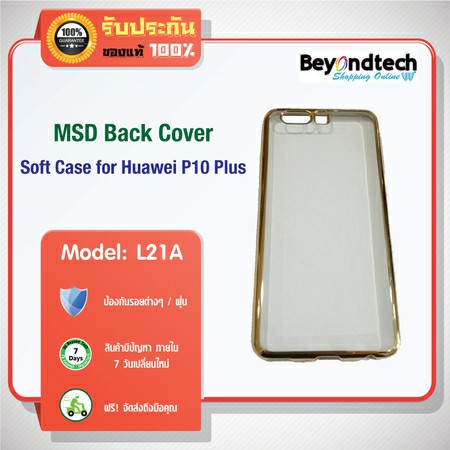 100%
GUARANTEE
รับประกัน
ของแท้ 100%
Beyondtech
Shopping Online
MSD Back Cover
Soft Case for Huawei P10 Plus
Model: L21A
ป้องกันรอยต่างๆ / ฝุ่น
7
Days
สินค้ามีปัญหา ภายใน
7 วันเปลี่ยนใหม่
ฟรี! จัดส่งถึงมือคุณ